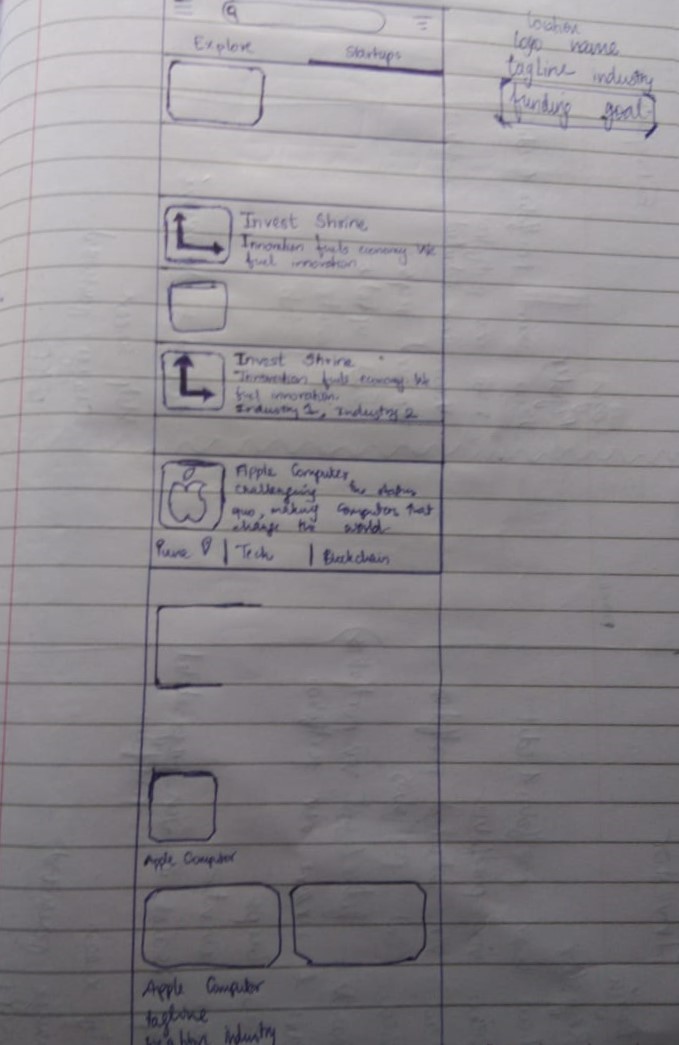 Explore Startups
Location
logo name
tagline industry
funding goal
Invest Shrine
Innovation fuels economy We
fuel innovation
Invest Shrine
Innovation fuels economy We
fuel innovation
Industry 1, Industry 2
Apple Computer
challenging the status
quo, making computers that
change the world
Pune | Tech | Blockchain
Apple Computer
Apple Computer
tagline
Industry